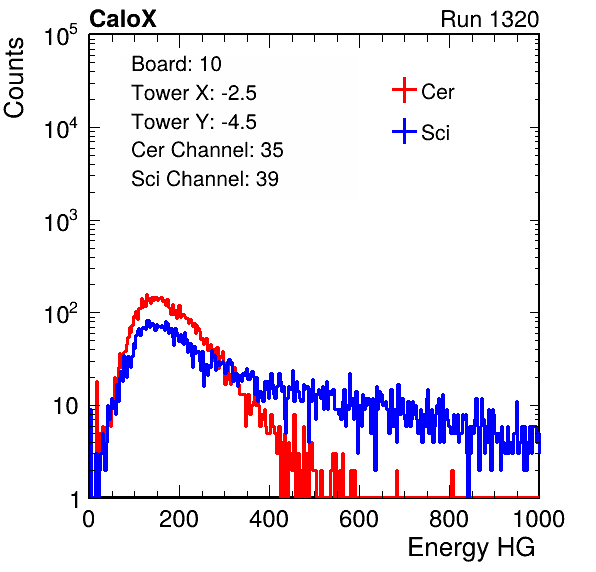 CaloX Run 1320
Counts
10^5
10^4
10^3
10^2
10
1
Board: 10
Tower X: -2.5
Tower Y: -4.5
Cer Channel: 35
Sci Channel: 39
Cer
Sci
0 200 400 600 800 1000
Energy HG